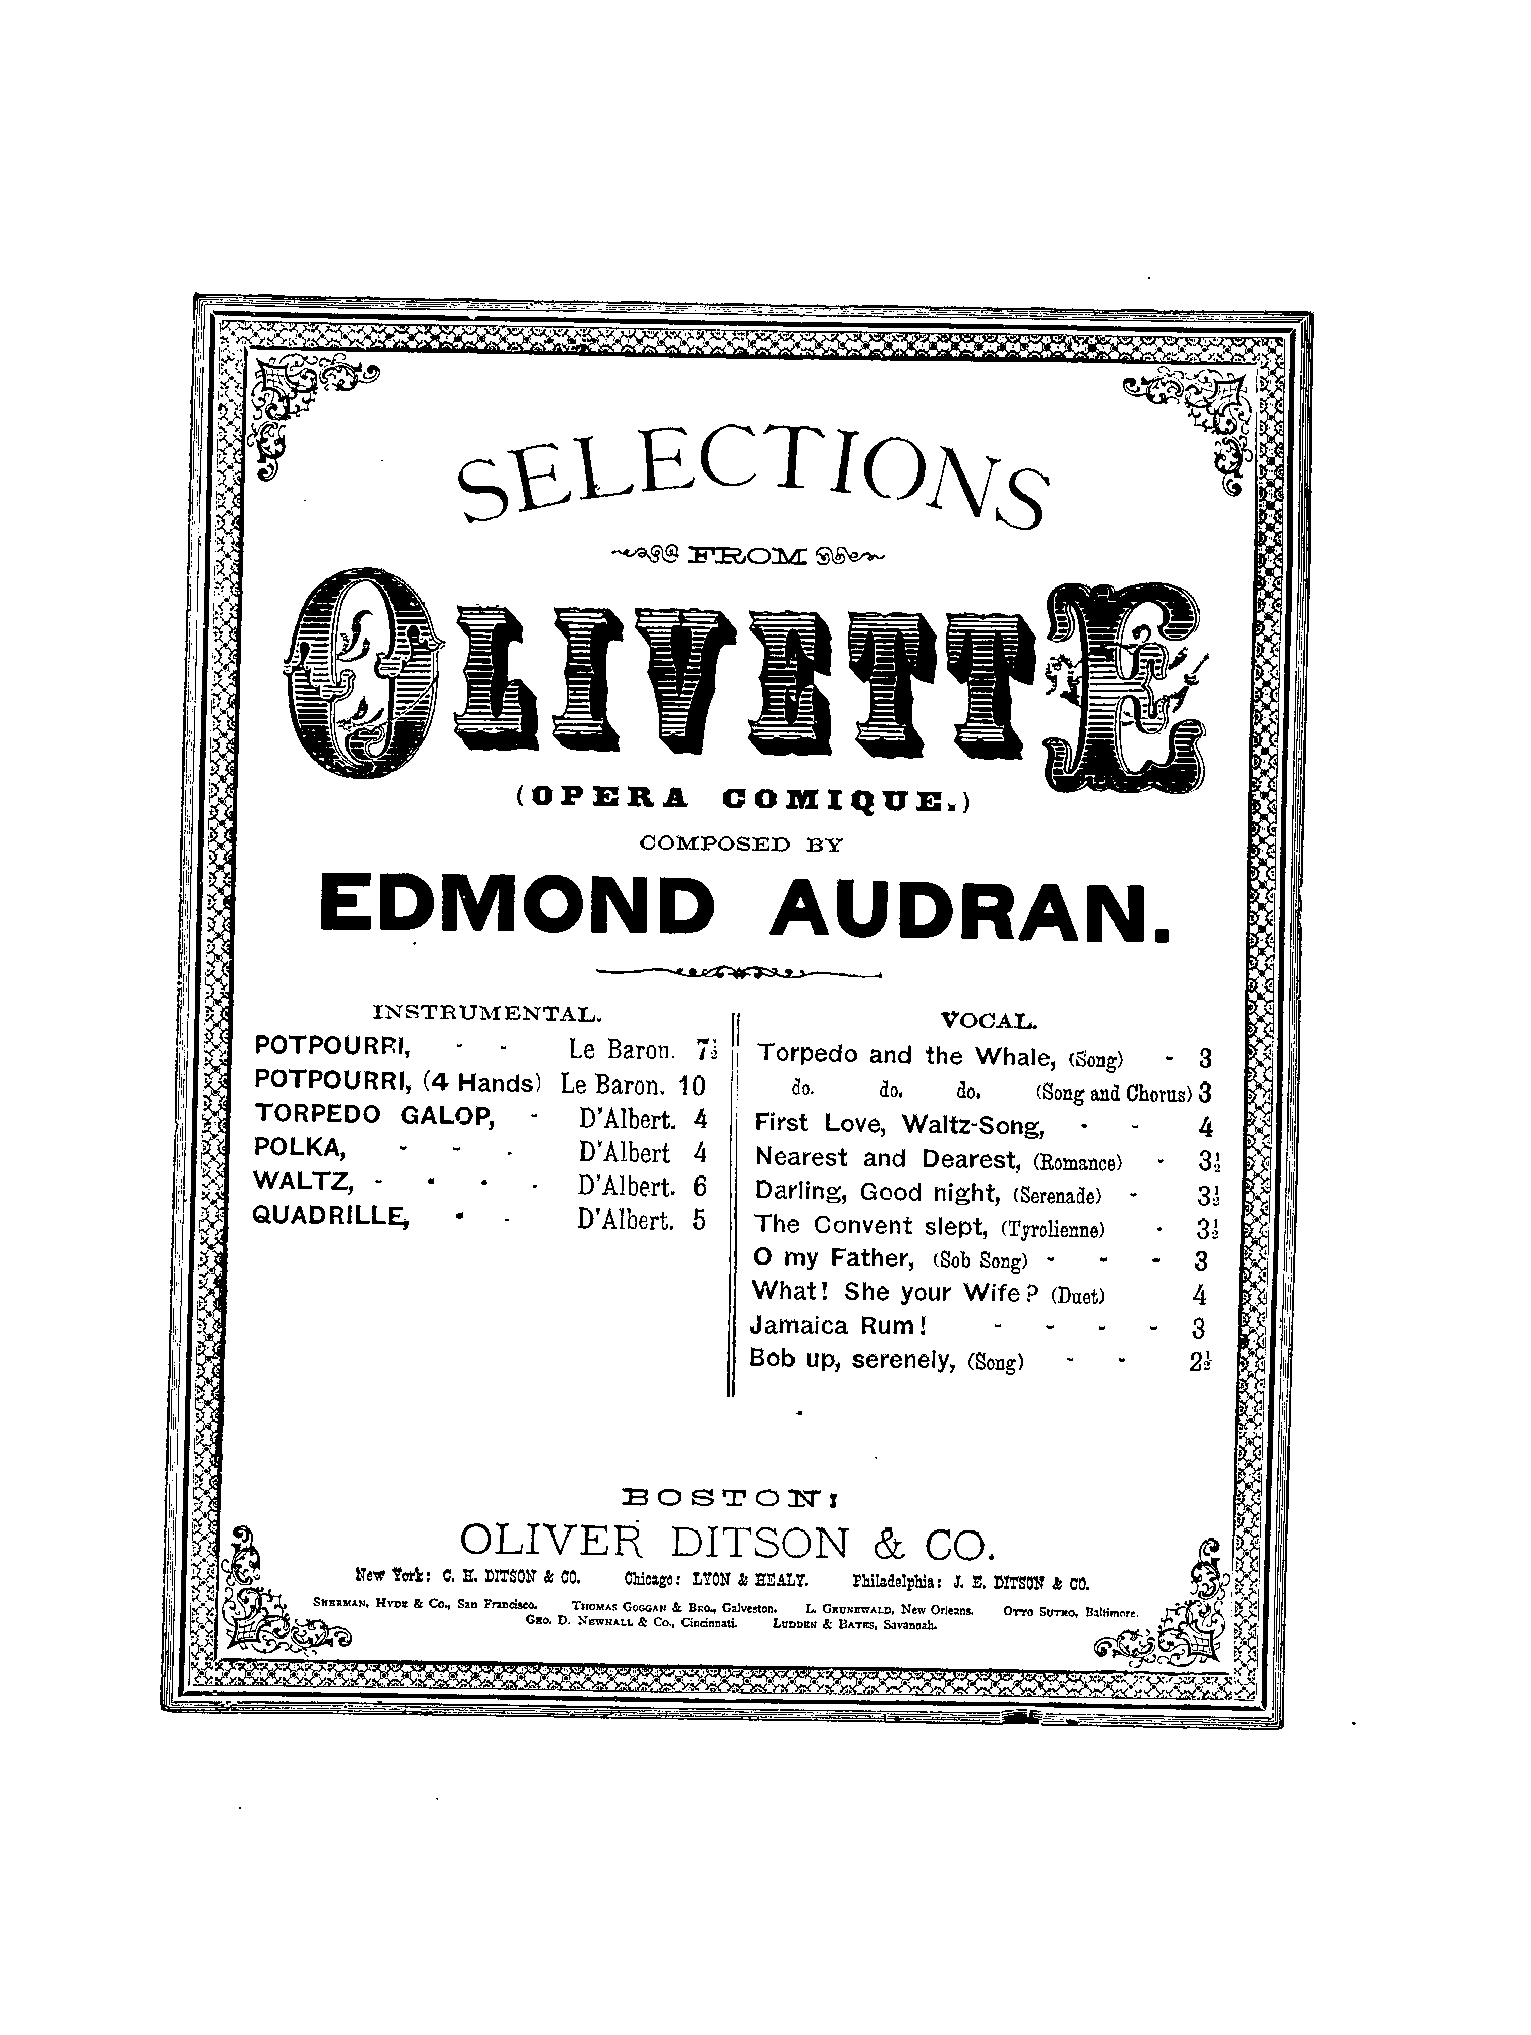 SELECTIONS
FROM
OLIVETTE
(OPERA COMIQUE.)
COMPOSED BY
EDMOND AUDRAN.
INSTRUMENTAL.
POTPOURRI, - - Le Baron. 7½
POTPOURRI, (4 Hands) Le Baron. 10
TORPEDO GALOP, - D'Albert. 4
POLKA, - - - D'Albert 4
WALTZ, - - - - D'Albert. 6
QUADRILLE, - - D'Albert. 5
VOCAL.
Torpedo and the Whale, (Song) - 3
do. do. do. (Song and Chorus) 3
First Love, Waltz-Song, - - 4
Nearest and Dearest, (Romance) - 3½
Darling, Good night, (Serenade) - 3½
The Convent slept, (Tyrolienne) - 3½
O my Father, (Sob Song) - - - 3
What! She your Wife? (Duet) 4
Jamaica Rum! - - - - 3
Bob up, serenely, (Song) - - 2½
BOSTON:
OLIVER DITSON & CO.
New York: C. H. DITSON & CO. Chicago: LYON & HEALY. Philadelphia: J. E. DITSON & CO.
SHERMAN, HYDE & CO., San Francisco. THOMAS GOGGAN & BRO., Galveston. L. GRUNEWALD, New Orleans. OTTO SUTRO, Baltimore.
GEO. D. NEWHALL & CO., Cincinnati. LUDDEN & BATES, Savannah.